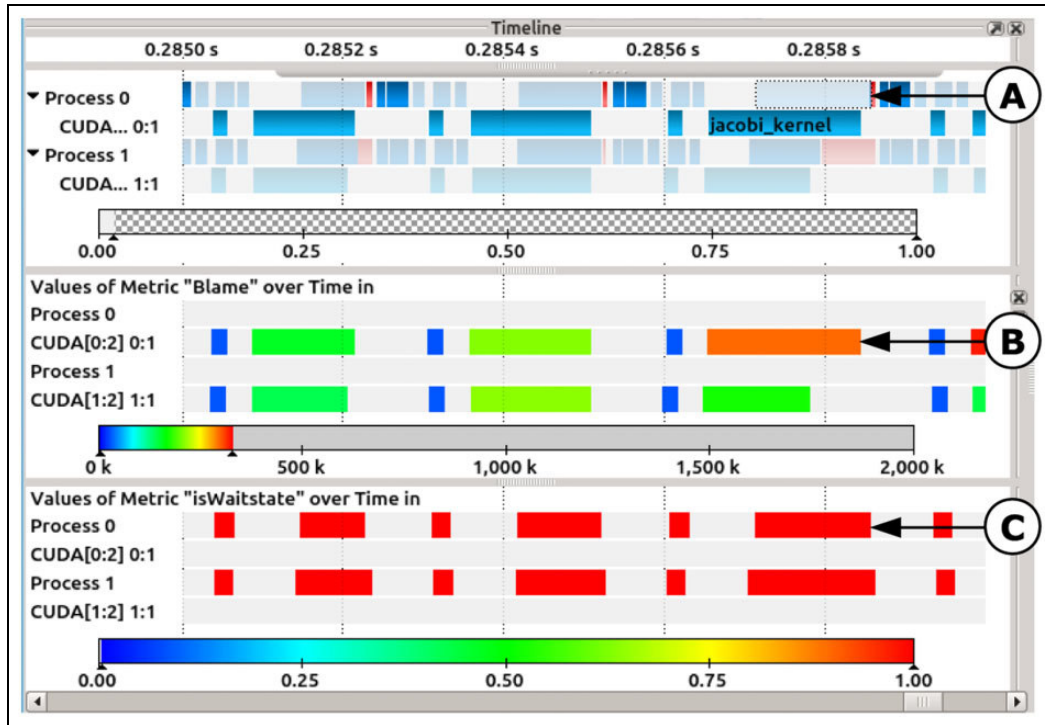 Timeline
0.2850 s 0.2852 s 0.2854 s 0.2856 s 0.2858 s
Process 0
A
CUDA... 0:1
jacobi_kernel
Process 1
CUDA... 1:1
0.00 0.25 0.50 0.75 1.00
Values of Metric "Blame" over Time in
Process 0
CUDA[0:2] 0:1
B
Process 1
CUDA[1:2] 1:1
0 k 500 k 1,000 k 1,500 k 2,000 k
Values of Metric "isWaitstate" over Time in
Process 0
C
CUDA[0:2] 0:1
Process 1
CUDA[1:2] 1:1
0.00 0.25 0.50 0.75 1.00